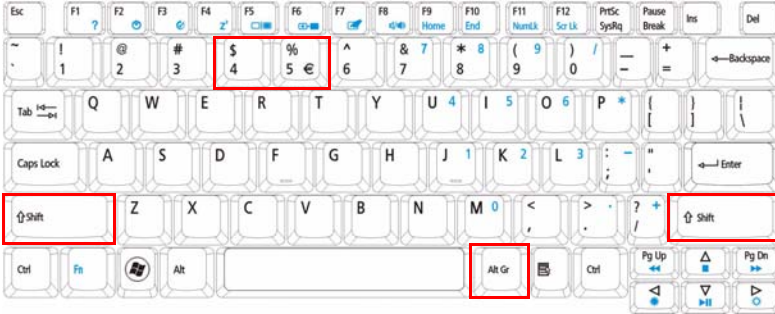 Esc F1 ? F2 F3 F4 z² F5 F6 F7 F8 F9 Home F10 End F11 NumLk F12 Scr Lk PrtSc SysRq Pause Break Ins Del
~ ` ! 1 @ 2 # 3 $ 4 % 5 € ^ 6 & 7 7 * 8 8 ( 9 9 ) 0 / _ - + = Backspace
Tab Q W E R T Y U 4 I 5 O 6 P * { [ } ] | \
Caps Lock A S D F G H J 1 K 2 L 3 : ; - " ' Enter
Shift Z X C V B N M 0 < , > . . ? / + Shift
Ctrl Fn Alt Alt Gr Ctrl Pg Up Pg Dn